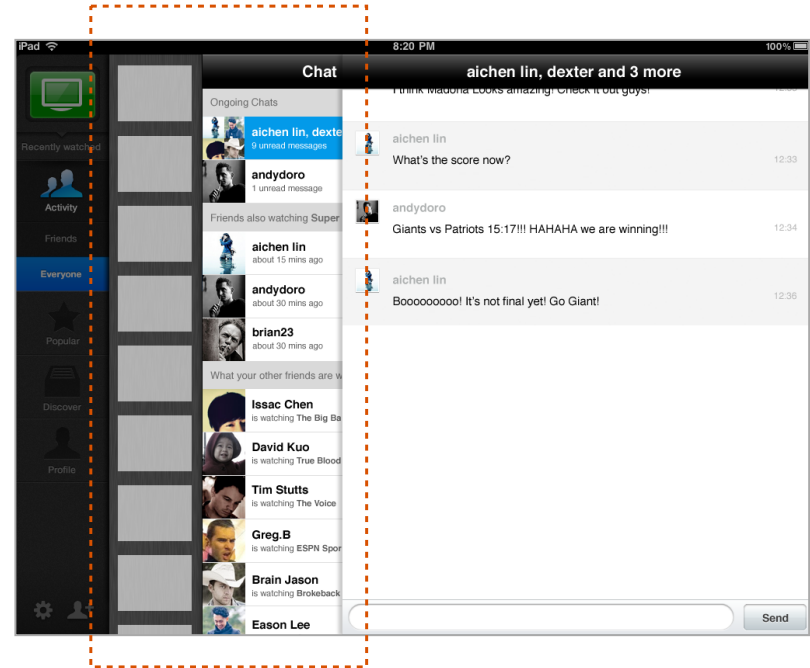 iPad
8:20 PM
100%
Recently watched
Activity
Friends
Everyone
Popular
Discover
Profile
Chat
Ongoing Chats
aichen lin, dexte
9 unread messages
andydoro
1 unread message
Friends also watching Super
aichen lin
about 15 mins ago
andydoro
about 30 mins ago
brian23
about 30 mins ago
What your other friends are w
Issac Chen
is watching The Big Ba
David Kuo
is watching True Blood
Tim Stutts
is watching The Voice
Greg.B
is watching ESPN Spor
Brain Jason
is watching Brokeback
Eason Lee
aichen lin, dexter and 3 more
I think Madona Looks amazing! Check it out guys!
aichen lin
What's the score now?
12:33
andydoro
Giants vs Patriots 15:17!!! HAHAHA we are winning!!!
12:34
aichen lin
Booooooooo! It's not final yet! Go Giant!
12:36
Send